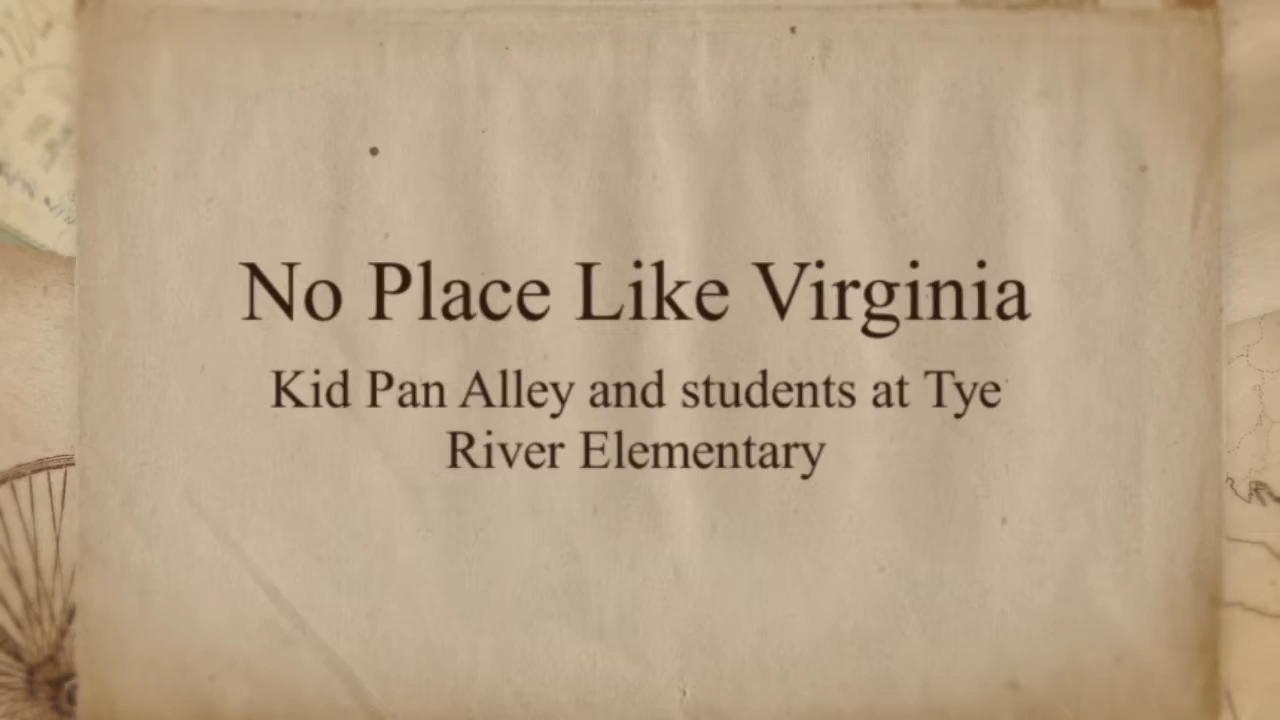 No Place Like Virginia
Kid Pan Alley and students at Tye
River Elementary